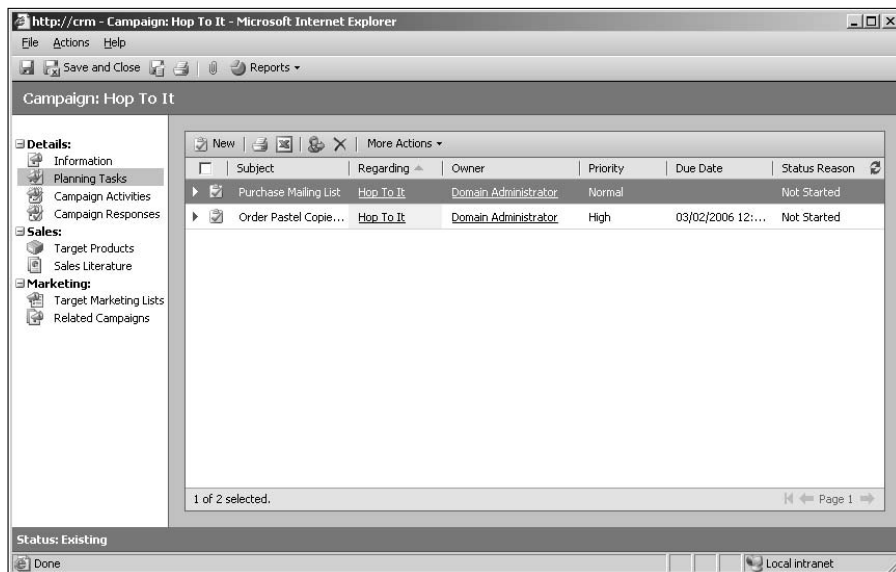 http://crm - Campaign: Hop To It - Microsoft Internet Explorer
File Actions Help
Save and Close Reports
Campaign: Hop To It
Details:
Information
Planning Tasks
Campaign Activities
Campaign Responses
Sales:
Target Products
Sales Literature
Marketing:
Target Marketing Lists
Related Campaigns
New More Actions
Subject Regarding Owner Priority Due Date Status Reason
Purchase Mailing List Hop To It Domain Administrator Normal Not Started
Order Pastel Copie... Hop To It Domain Administrator High 03/02/2006 12:... Not Started
1 of 2 selected. Page 1
Status: Existing
Done Local intranet